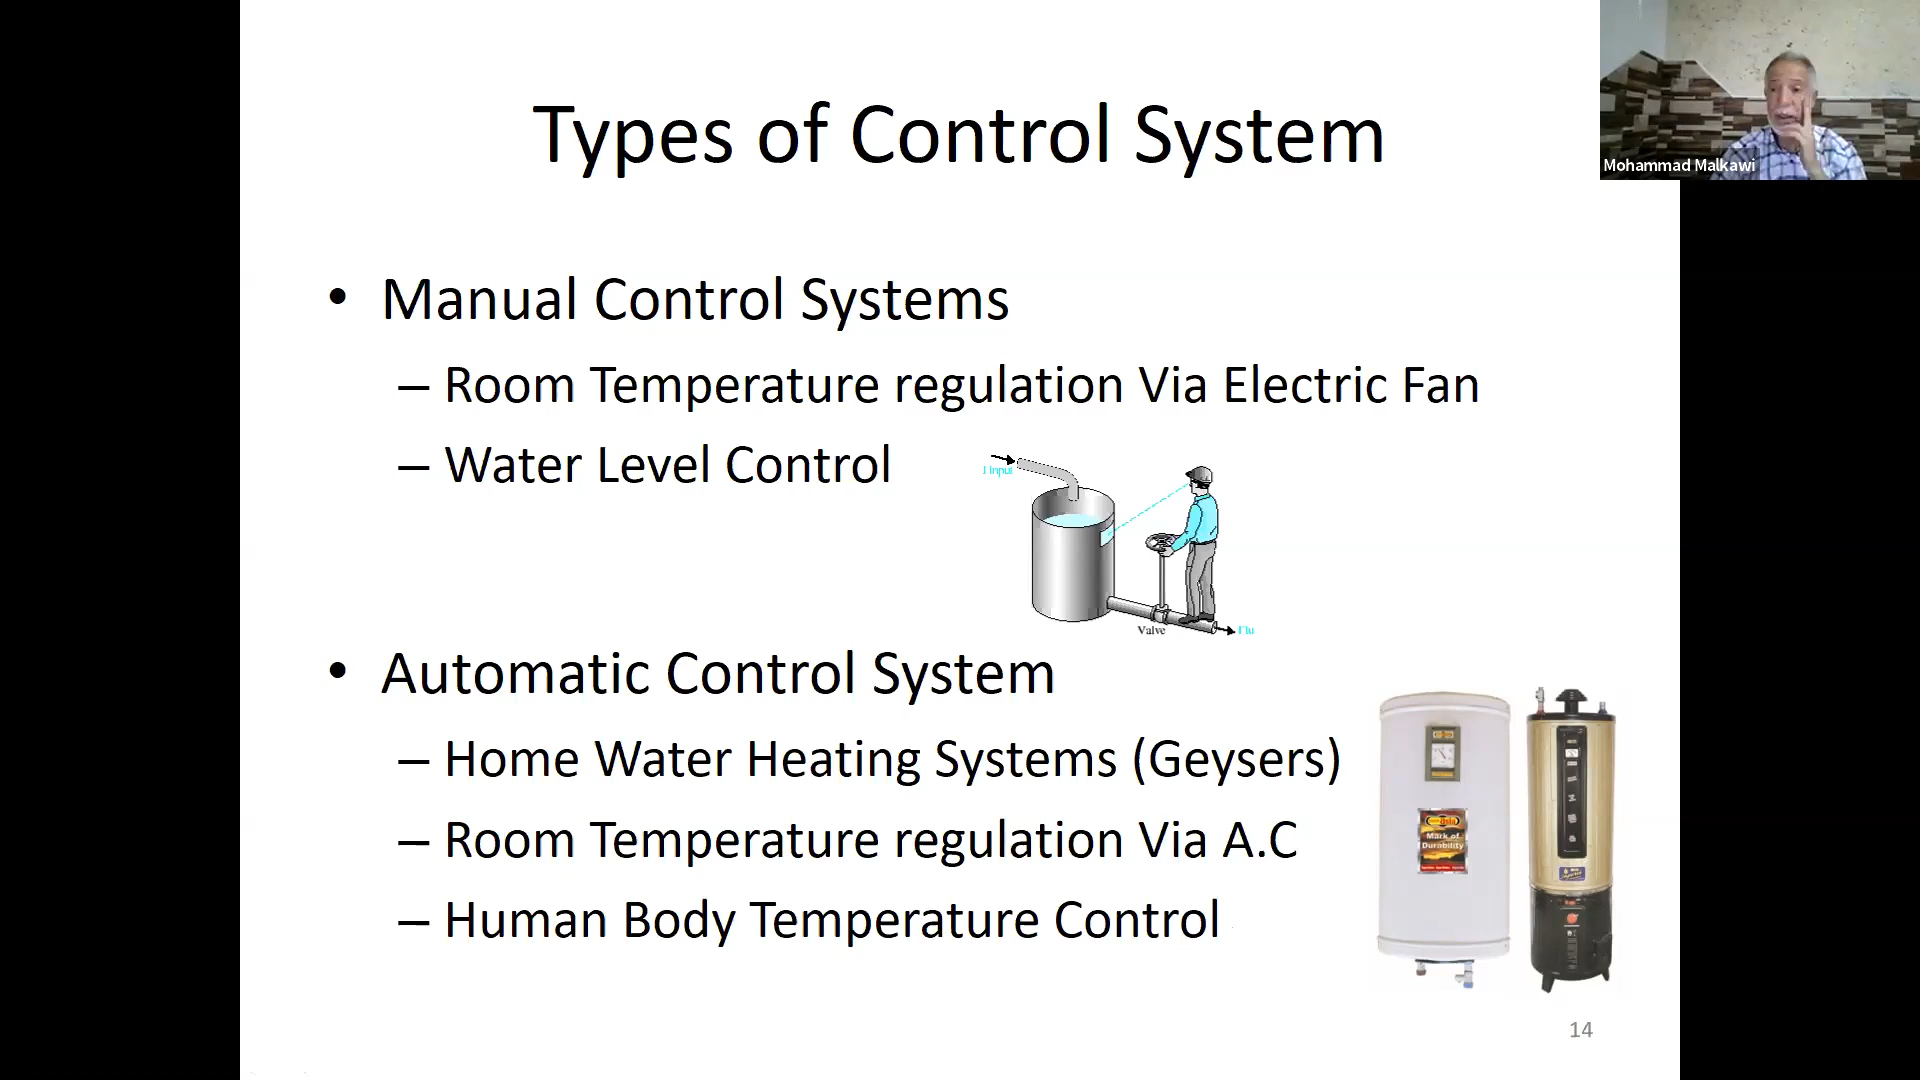 Types of Control System
Mohammad Malkawi
• Manual Control Systems
– Room Temperature regulation Via Electric Fan
– Water Level Control
Input
Valve
• Automatic Control System
– Home Water Heating Systems (Geysers)
– Room Temperature regulation Via A.C
– Human Body Temperature Control
asia
Mark of
Durability
14